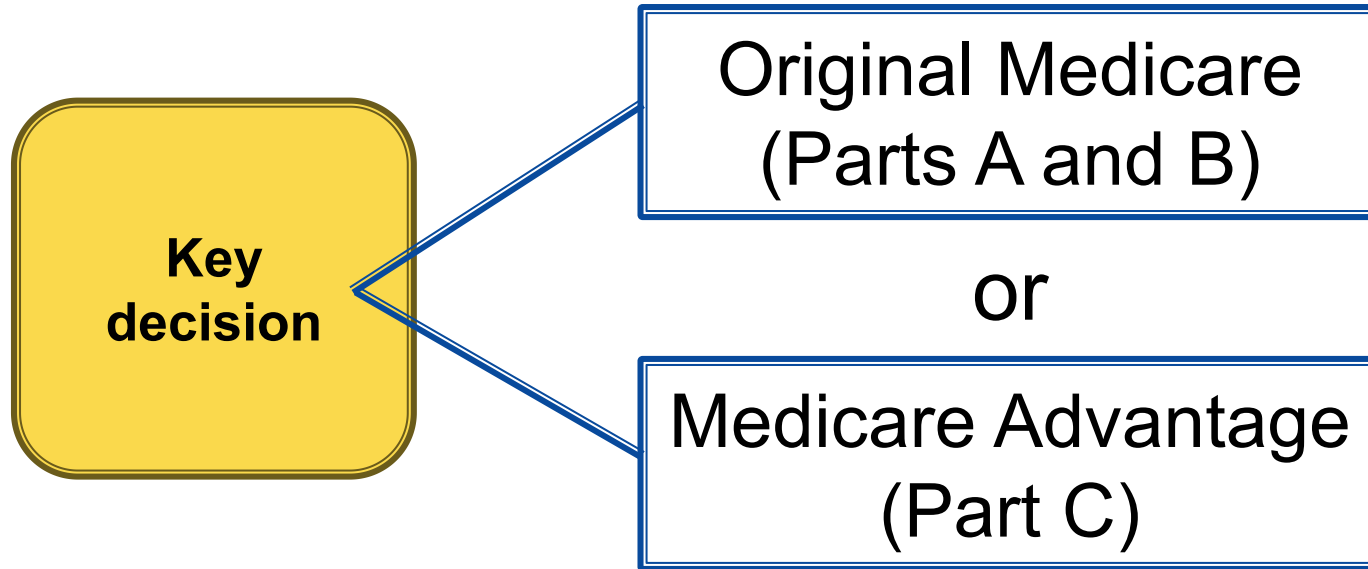 Key
decision
Original Medicare
(Parts A and B)
or
Medicare Advantage
(Part C)